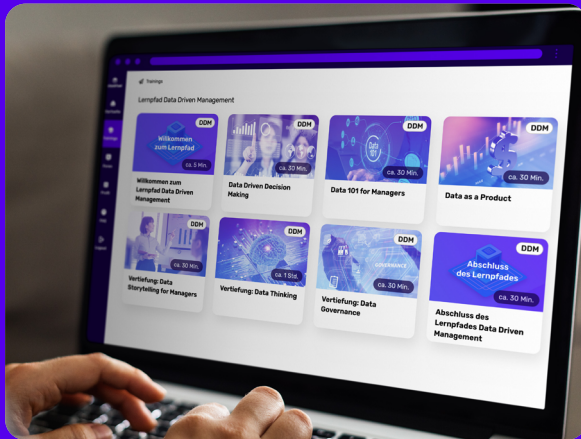 Trainings
Lernpfad Data Driven Management
DDM
Willkommen
zum Lernpfad
ca. 5 Min.
Willkommen zum
Lernpfad Data Driven
Management
DDM
ca. 30 Min.
Data Driven Decision
Making
DDM
Data
101
ca. 30 Min.
Data 101 for Managers
DDM
ca. 30 Min.
Data as a Product
DDM
ca. 30 Min.
Vertiefung: Data
Storytelling for Managers
DDM
ca. 1 Std.
Vertiefung: Data Thinking
DDM
GOVERNANCE
ca. 30 Min.
Vertiefung: Data
Governance
DDM
Abschluss
des Lernpfades
ca. 30 Min.
Abschluss des
Lernpfades Data Driven
Management